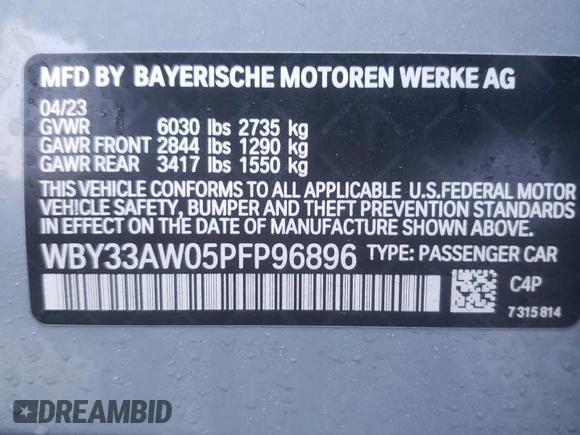 MFD BY BAYERISCHE MOTOREN WERKE AG
04/23
GVWR 6030 lbs 2735 kg
GAWR FRONT 2844 lbs 1290 kg
GAWR REAR 3417 lbs 1550 kg
THIS VEHICLE CONFORMS TO ALL APPLICABLE U.S.FEDERAL MOTOR
VEHICLE SAFETY, BUMPER AND THEFT PREVENTION STANDARDS
IN EFFECT ON THE DATE OF MANUFACTURE SHOWN ABOVE.
WBY33AW05PFP96896 TYPE: PASSENGER CAR
C4P
7 315 814
DREAMBID